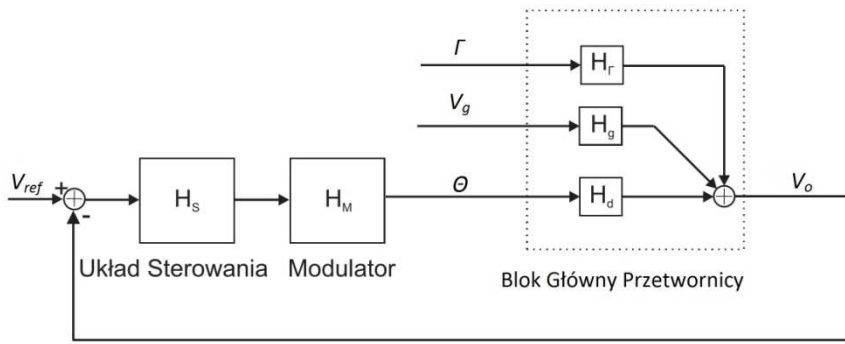 Γ
H_Γ
V_g
H_g
V_ref
+
-
H_S
H_M
Θ
H_d
V_o
Układ Sterowania
Modulator
Blok Główny Przetwornicy